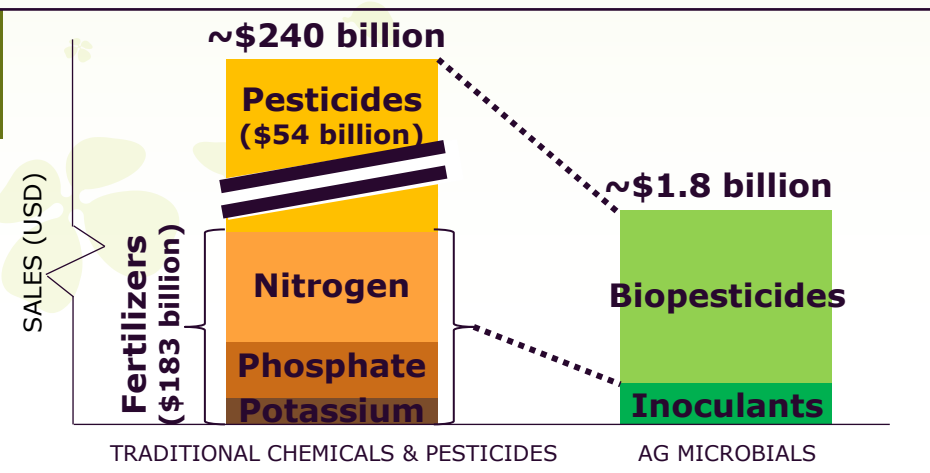 ~$240 billion
Pesticides
($54 billion)
~$1.8 billion
SALES (USD)
Fertilizers
($183 billion)
Nitrogen
Biopesticides
Phosphate
Potassium
Inoculants
TRADITIONAL CHEMICALS & PESTICIDES
AG MICROBIALS